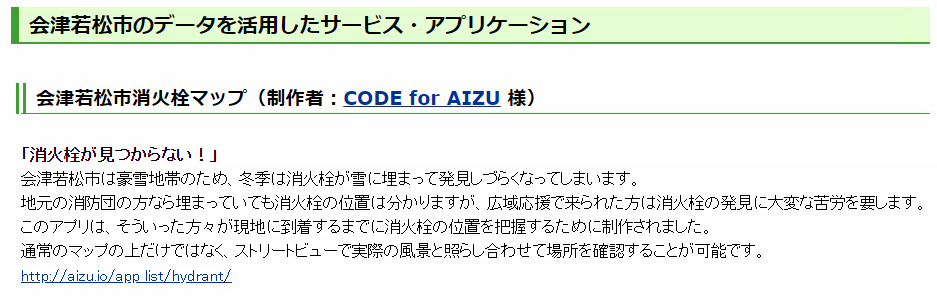 会津若松市のデータを活用したサービス・アプリケーション
会津若松市消火栓マップ（制作者：CODE for AIZU 様）
「消火栓が見つからない！」
会津若松市は豪雪地帯のため、冬季は消火栓が雪に埋まって発見しづらくなってしまいます。
地元の消防団の方なら埋まっていても消火栓の位置は分かりますが、広域応援で来られた方は消火栓の発見に大変な苦労を要します。
このアプリは、そういった方々が現地に到着するまでに消火栓の位置を把握するために制作されました。
通常のマップの上だけではなく、ストリートビューで実際の風景と照らし合わせて場所を確認することが可能です。
http://aizu.io/app_list/hydrant/